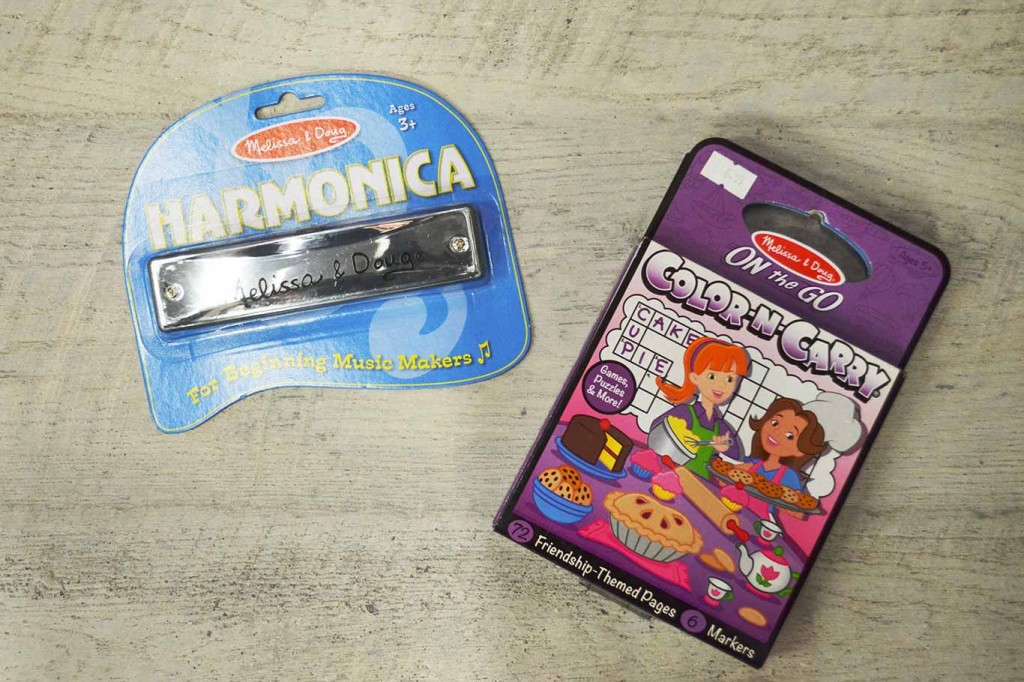 Melissa & Doug
Ages
3+
HARMONICA
Melissa & Doug
For Beginning Music Makers
Melissa & Doug
Ages 5+
ON the GO
COLOR-N-CARRY
CAKE
U
PIE
Games,
Puzzles
& More!
72 Friendship-Themed Pages 6 Markers